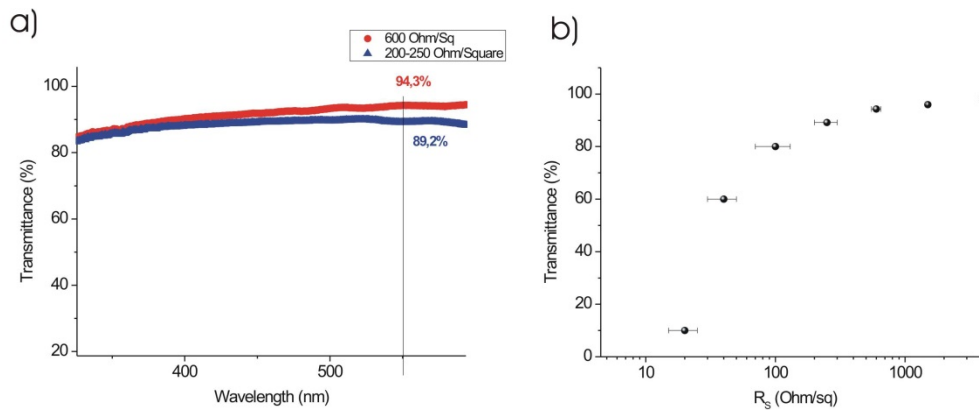 a)
600 Ohm/Sq
200-250 Ohm/Square
94,3%
89,2%
100
80
60
40
20
Transmittance (%)
400
500
Wavelength (nm)
b)
100
80
60
40
20
0
Transmittance (%)
10
100
1000
R_S (Ohm/sq)